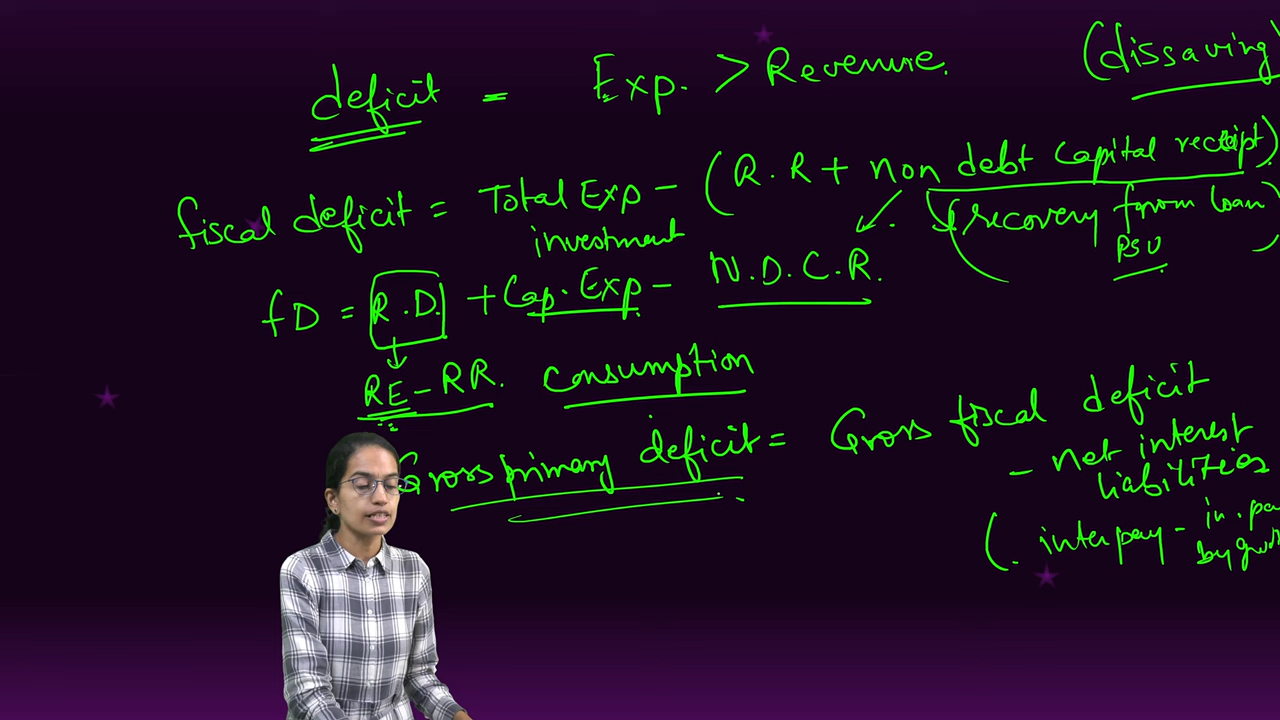 deficit = Exp. > Revenue. (dissaving)
fiscal deficit = Total Exp - (R.R + non debt Capital receipt)
investment (recovery from loan)
PSU
fD = R.D. + Cap. Exp - N.D.C.R.
RE - RR. Consumption
Gross primary deficit = Gross fiscal deficit
- net interest
liabilities
(. inter pay - in. pa
by